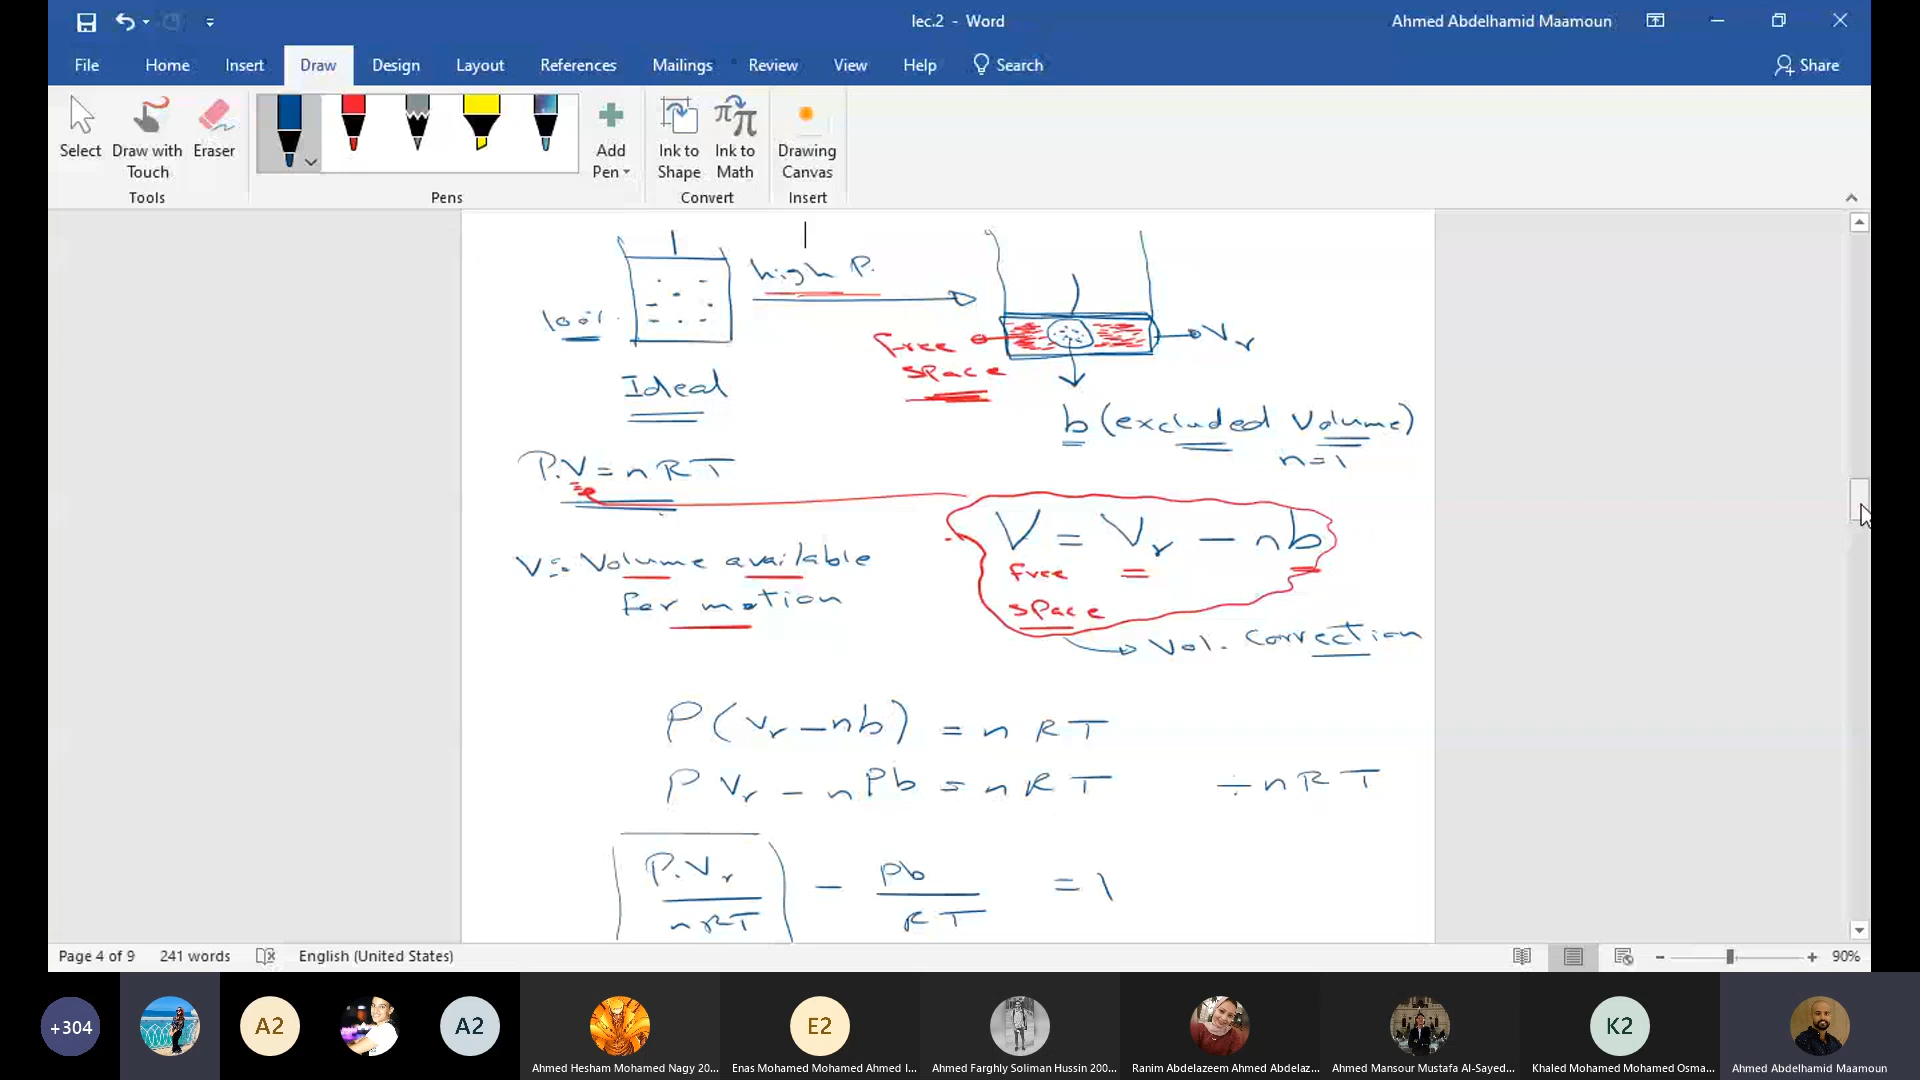 lec.2 - Word
Ahmed Abdelhamid Maamoun
File Home Insert Draw Design Layout References Mailings Review View Help Search Share
Select
Draw with Touch
Eraser
Add Pen
Ink to Shape
Ink to Math
Drawing Canvas
Tools
Pens
Convert
Insert
high P.
100%
free space
Vr
Ideal
b (excluded Volume)
n=1
P.V = nRT
V = Vr - nb
free space
V:- Volume available
for motion
Vol. correction
P(Vr - nb) = nRT
PVr - nPb = nRT ÷ nRT
P.Vr / nRT - Pb / RT = 1
Page 4 of 9 241 words English (United States) 90%
+304
A2
A2
E2
K2
Ahmed Hesham Mohamed Nagy 20...
Enas Mohamed Mohamed Ahmed I...
Ahmed Farghly Soliman Hussin 200...
Ranim Abdelazeem Ahmed Abdelaz...
Ahmed Mansour Mustafa Al-Sayed...
Khaled Mohamed Mohamed Osma...
Ahmed Abdelhamid Maamoun